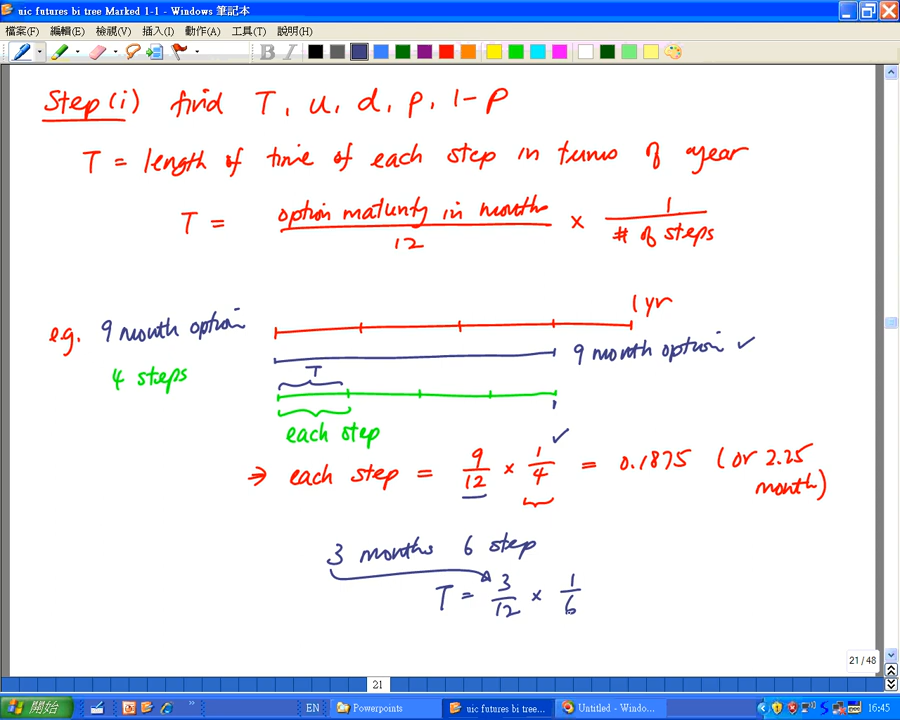 uic futures bi tree Marked 1-1 - Windows 筆記本
檔案(F) 編輯(E) 檢視(V) 插入(I) 動作(A) 工具(T) 說明(H)
B I
Step (i) find T, u, d, p, 1-p
T = length of time of each step in terms of a year
T = option maturity in months / 12 × 1 / # of steps
1 yr
e.g. 9 month option
9 month option ✓
4 steps
T
each step
✓
⇒ each step = 9/12 × 1/4 = 0.1875 (or 2.25 month)
3 months 6 step
T = 3/12 × 1/6
21 / 48
21
開始 EN Powerpoints uic futures bi tree... Untitled - Window... 16:45